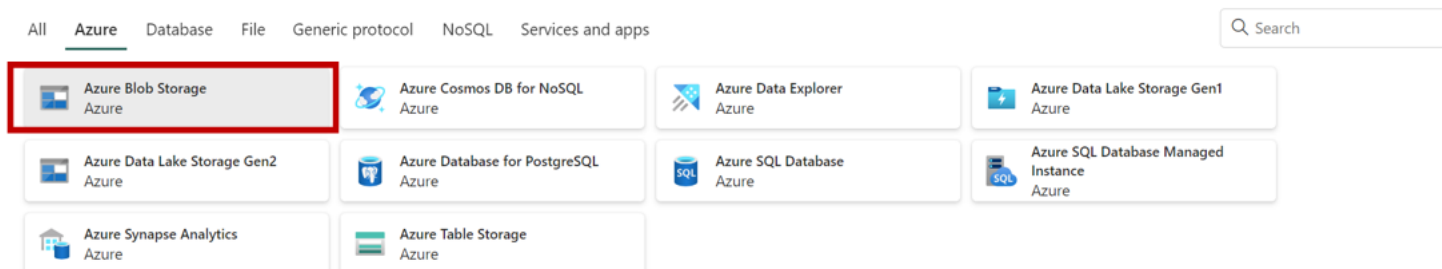 All Azure Database File Generic protocol NoSQL Services and apps Search
Azure Blob Storage
Azure
Azure Cosmos DB for NoSQL
Azure
Azure Data Explorer
Azure
Azure Data Lake Storage Gen1
Azure
Azure Data Lake Storage Gen2
Azure
Azure Database for PostgreSQL
Azure
SQL
Azure SQL Database
Azure
SQL
Azure SQL Database Managed
Instance
Azure
Azure Synapse Analytics
Azure
Azure Table Storage
Azure